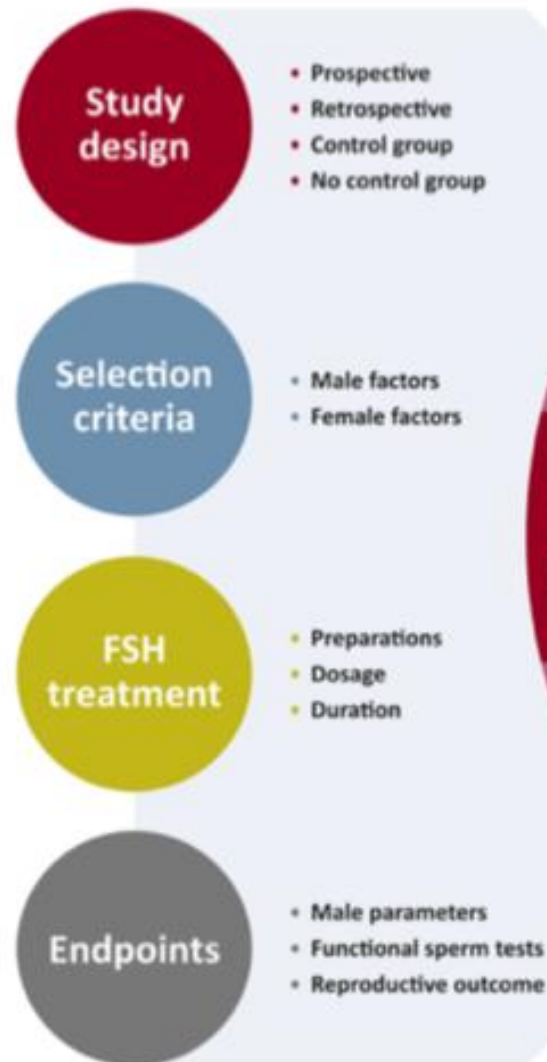 Study
design
• Prospective
• Retrospective
• Control group
• No control group
Selection
criteria
• Male factors
• Female factors
FSH
treatment
• Preparations
• Dosage
• Duration
Endpoints
• Male parameters
• Functional sperm tests
• Reproductive outcome